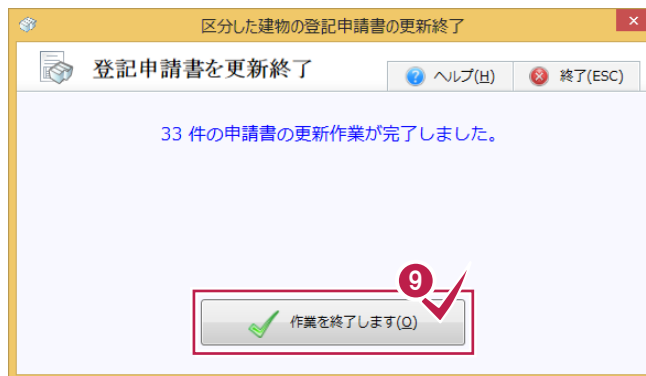 区分した建物の登記申請書の更新終了
登記申請書を更新終了
ヘルプ(H)
終了(ESC)
33 件の申請書の更新作業が完了しました。
9
作業を終了します(O)